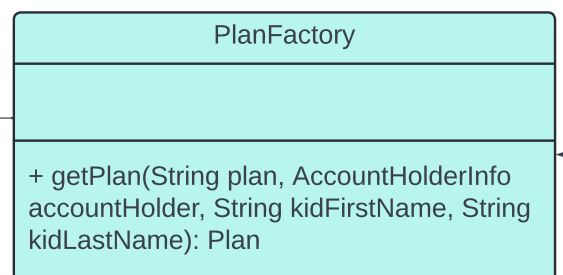 PlanFactory
+ getPlan(String plan, AccountHolderInfo
accountHolder, String kidFirstName, String
kidLastName): Plan